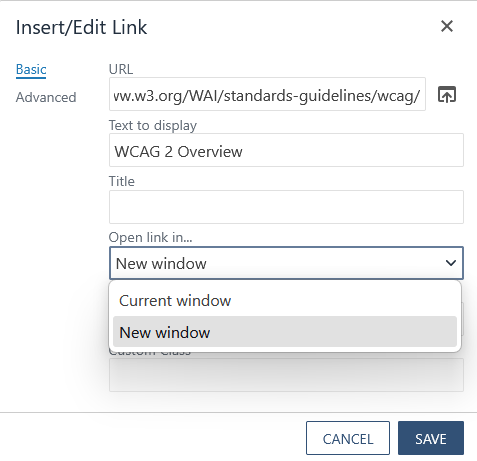 Insert/Edit Link
Basic
Advanced
URL
ww.w3.org/WAI/standards-guidelines/wcag/
Text to display
WCAG 2 Overview
Title
Open link in...
New window
Current window
New window
Custom Class
CANCEL
SAVE